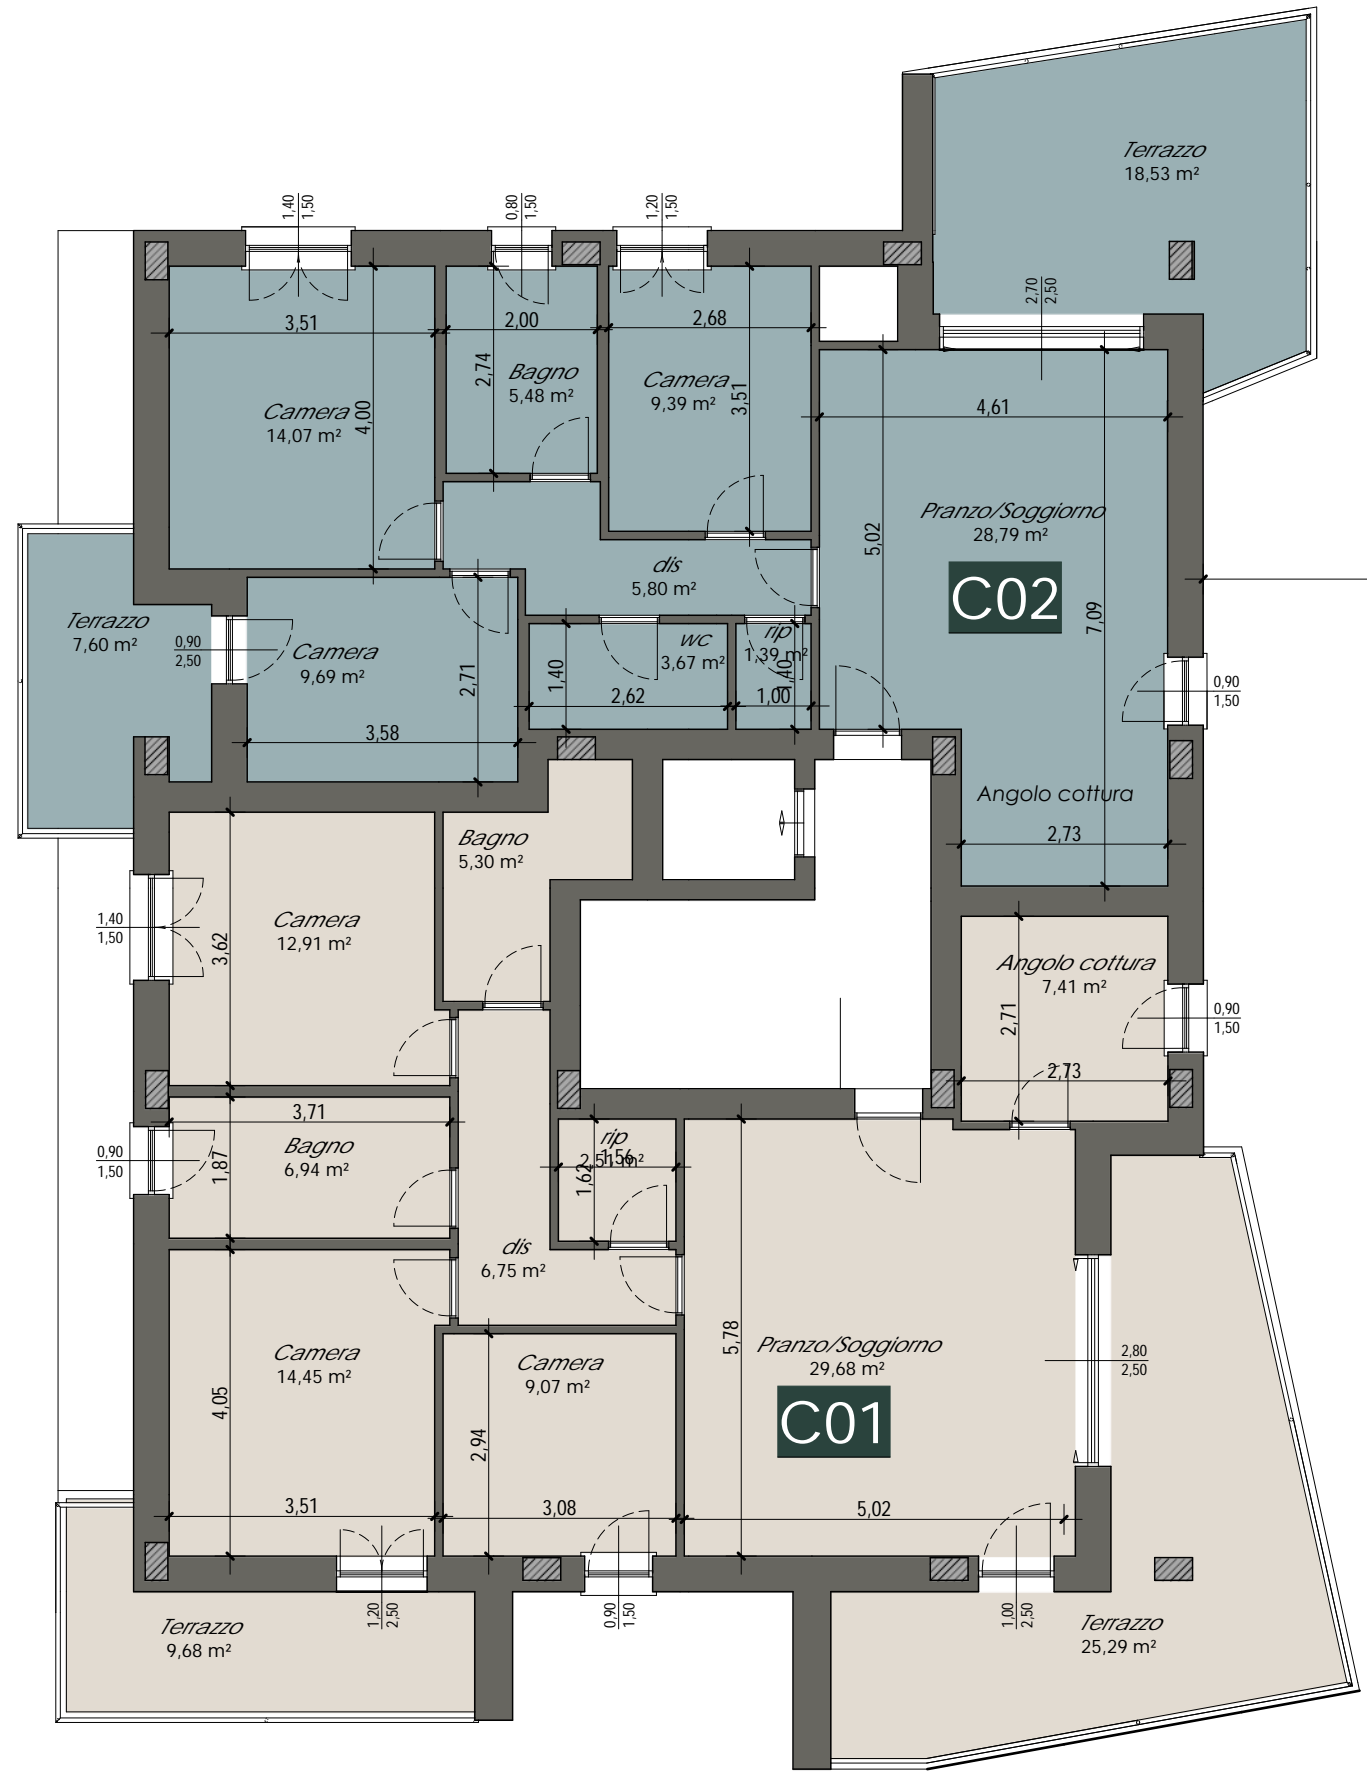 Terrazzo
18,53 m²
1,40
1,50
0,80
1,50
1,20
1,50
2,70
2,50
3,51
2,00
2,68
2,74
Bagno
5,48 m²
Camera
9,39 m²
3,51
Camera
14,07 m²
4,00
4,61
Pranzo/Soggiorno
28,79 m²
5,02
C02
7,09
dis
5,80 m²
Terrazzo
7,60 m²
0,90
2,50
Camera
9,69 m²
2,71
3,58
wc
3,67 m²
1,40
2,62
rip
1,39 m²
1,40
1,00
0,90
1,50
Angolo cottura
2,73
Bagno
5,30 m²
Camera
12,91 m²
3,62
1,40
1,50
Angolo cottura
7,41 m²
2,71
2,73
0,90
1,50
3,71
Bagno
6,94 m²
1,87
0,90
1,50
rip
2,51 m²
1,56
1,62
dis
6,75 m²
Camera
14,45 m²
4,05
3,51
Camera
9,07 m²
2,94
3,08
5,78
Pranzo/Soggiorno
29,68 m²
C01
5,02
2,80
2,50
Terrazzo
9,68 m²
1,20
2,50
0,90
1,50
1,00
2,50
Terrazzo
25,29 m²